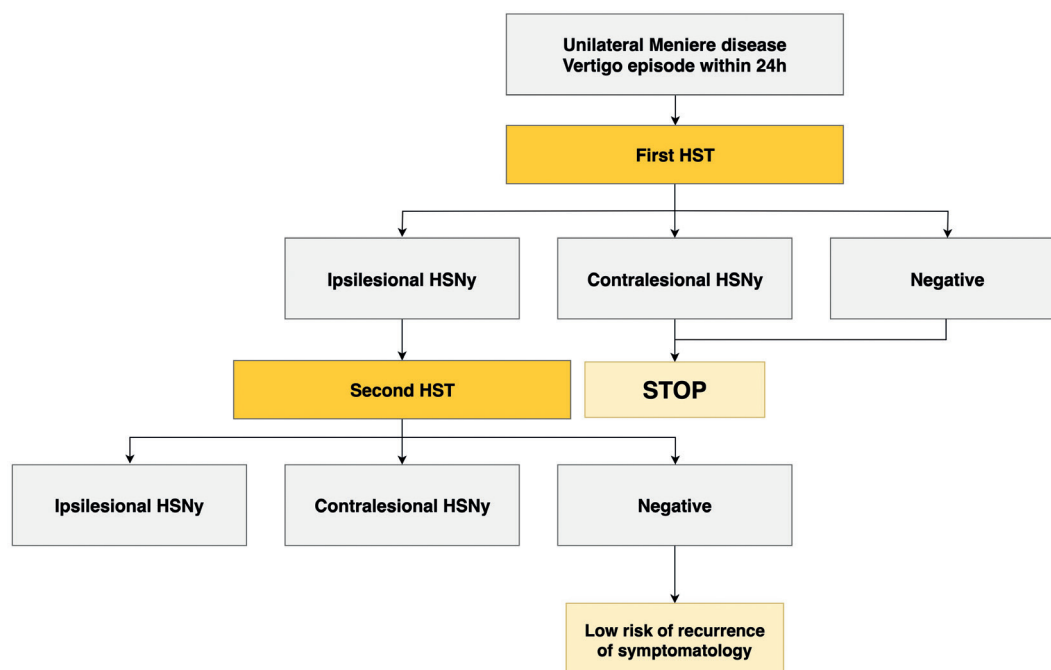 Unilateral Meniere disease
Vertigo episode within 24h
First HST
Ipsilesional HSNy
Contralesional HSNy
Negative
Second HST
STOP
Ipsilesional HSNy
Contralesional HSNy
Negative
Low risk of recurrence
of symptomatology